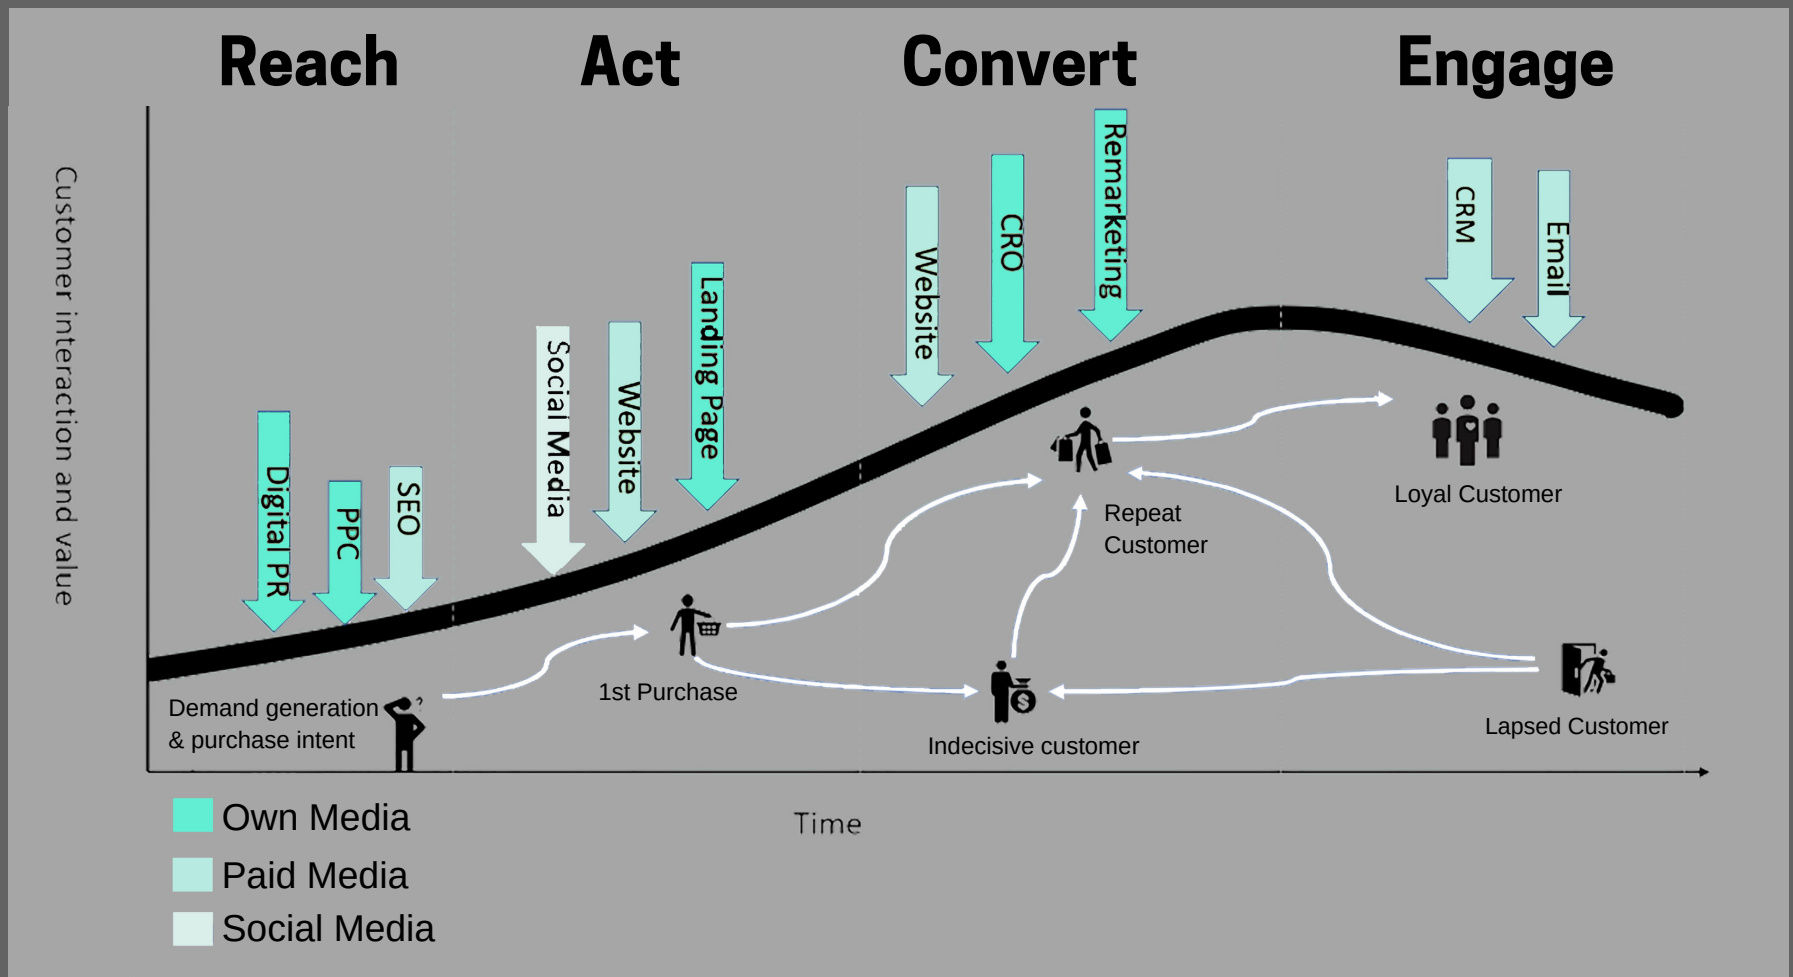 Reach
Act
Convert
Engage
Customer interaction and value
Digital PR
PPC
SEO
Social Media
Website
Landing Page
Website
CRO
Remarketing
CRM
Email
Demand generation
& purchase intent
?
1st Purchase
$
Indecisive customer
Repeat
Customer
Loyal Customer
Lapsed Customer
Time
Own Media
Paid Media
Social Media